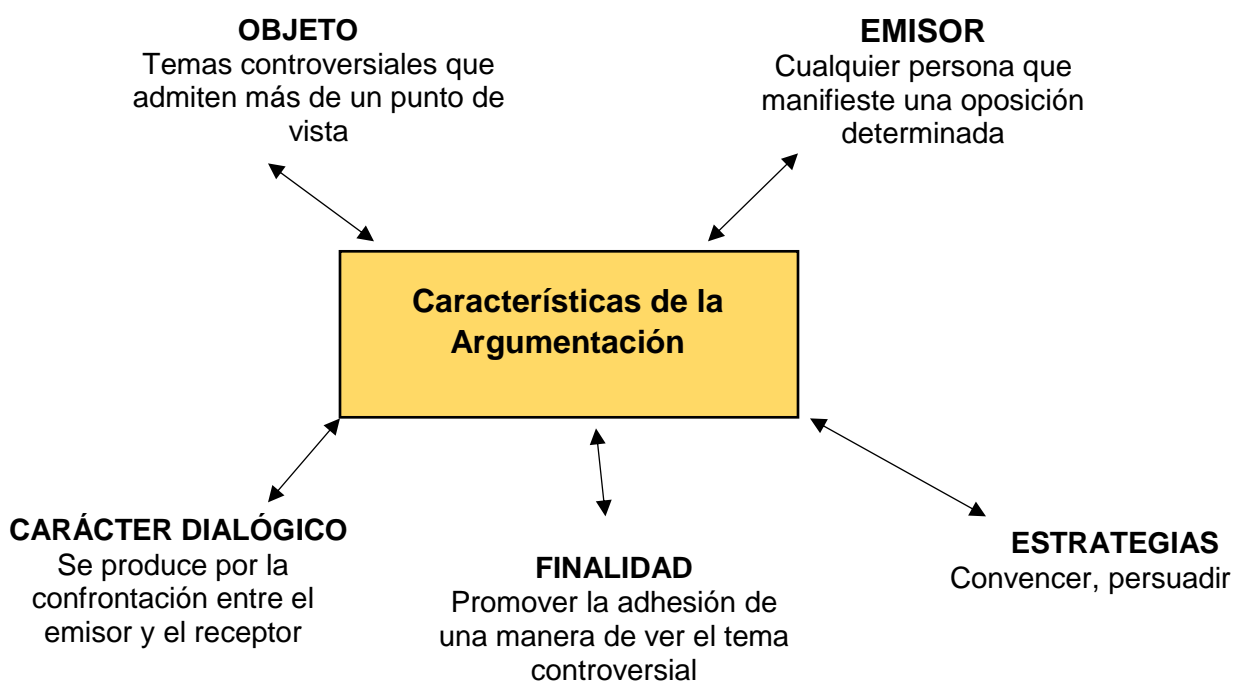 OBJETO
Temas controversiales que
admiten más de un punto de
vista
EMISOR
Cualquier persona que
manifieste una oposición
determinada
Características de la
Argumentación
CARÁCTER DIALÓGICO
Se produce por la
confrontación entre el
emisor y el receptor
FINALIDAD
Promover la adhesión de
una manera de ver el tema
controversial
ESTRATEGIAS
Convencer, persuadir